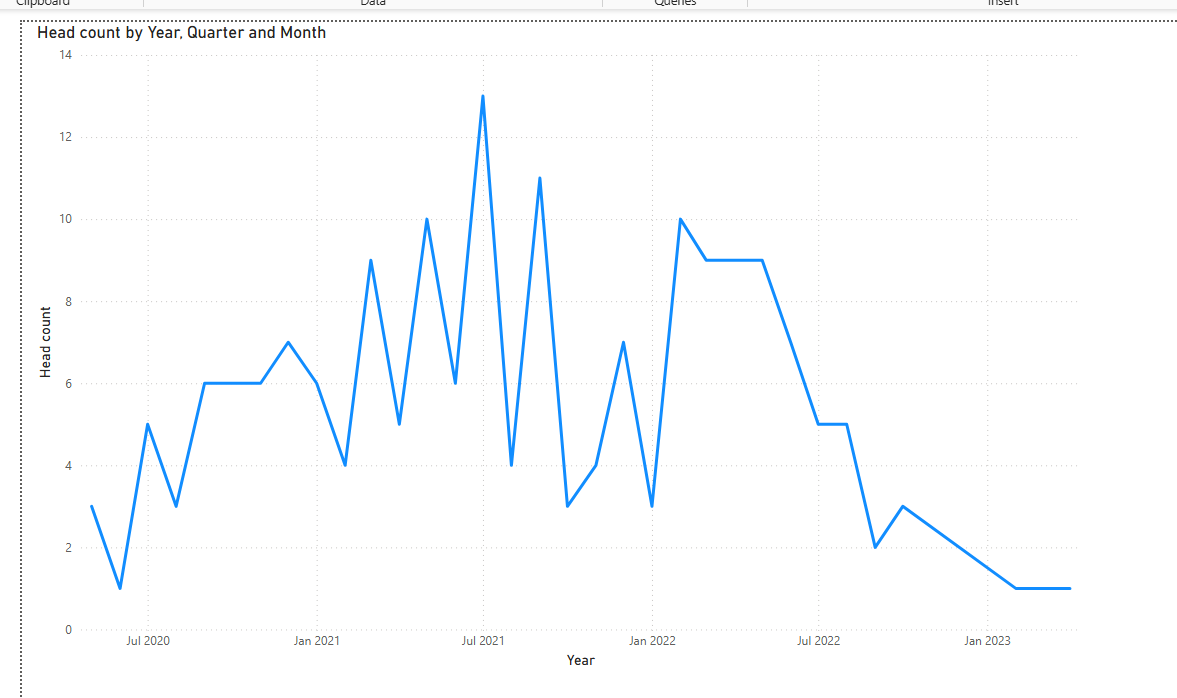 Clipboard Data Queries Insert
Head count by Year, Quarter and Month
14
12
10
8
6
4
2
0
Head count
Jul 2020 Jan 2021 Jul 2021 Jan 2022 Jul 2022 Jan 2023
Year